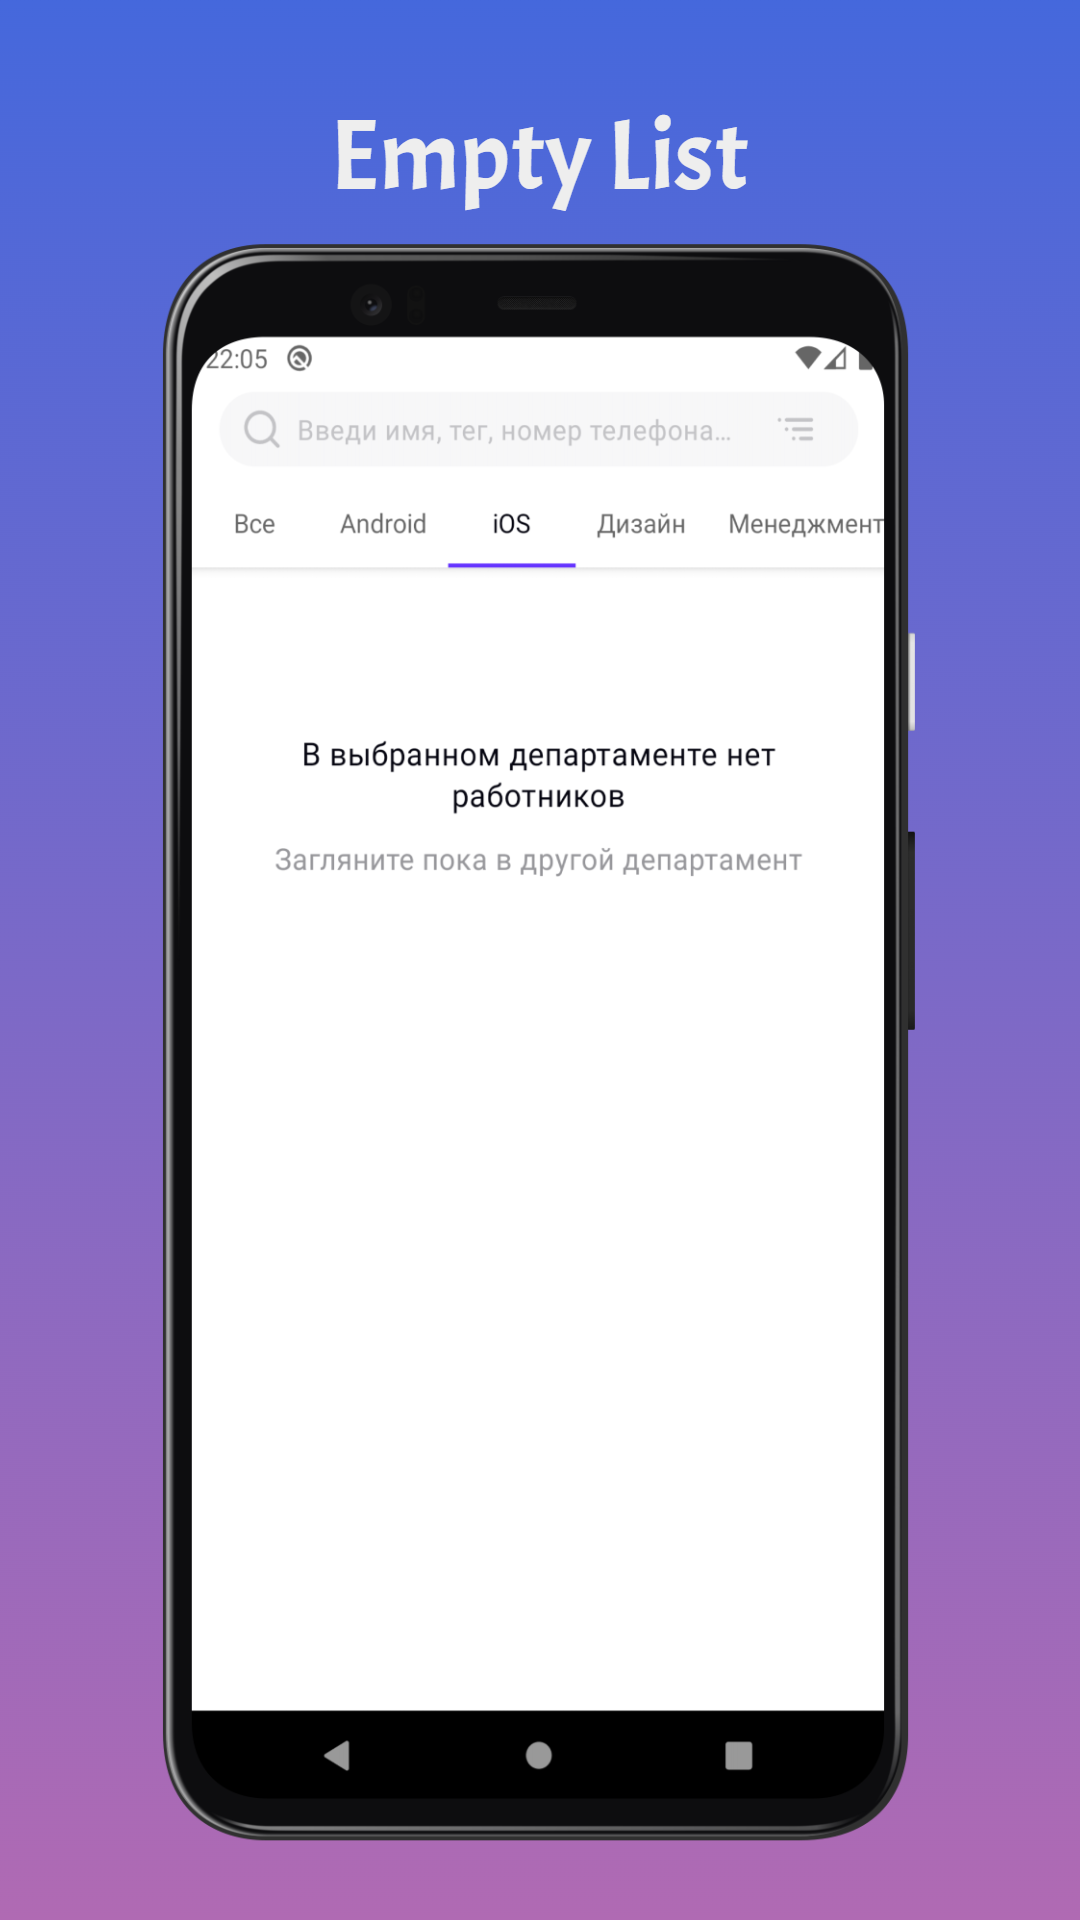 Empty List
22:05
Введи имя, тег, номер телефона...
Все Android iOS Дизайн Менеджмент
В выбранном департаменте нет
работников
Загляните пока в другой департамент